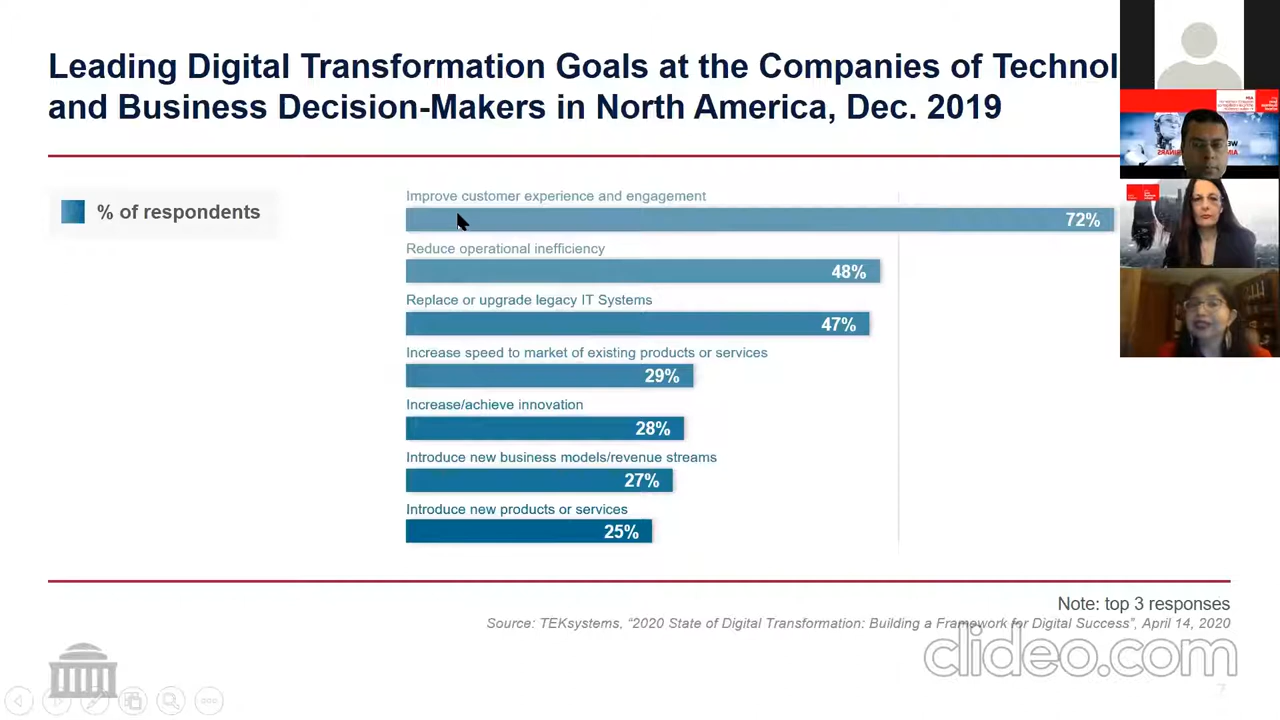 Leading Digital Transformation Goals at the Companies of Technol
and Business Decision-Makers in North America, Dec. 2019
% of respondents
Improve customer experience and engagement
72%
Reduce operational inefficiency
48%
Replace or upgrade legacy IT Systems
47%
Increase speed to market of existing products or services
29%
Increase/achieve innovation
28%
Introduce new business models/revenue streams
27%
Introduce new products or services
25%
Note: top 3 responses
Source: TEKsystems, “2020 State of Digital Transformation: Building a Framework for Digital Success”, April 14, 2020
clideo.com
7